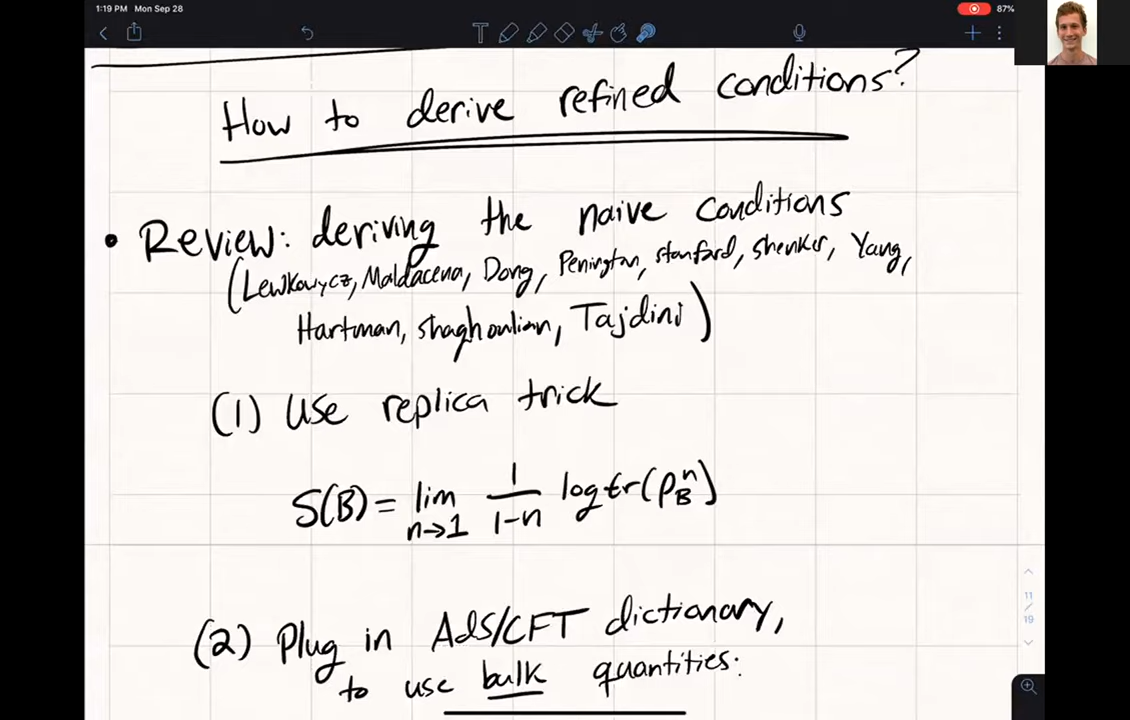 1:19 PM Mon Sep 28
87%
How to derive refined conditions?
• Review: deriving the naive conditions
(Lewkowycz, Maldacena, Dong, Penington, Stanford, Shenker, Yang,
Hartman, Shaghoulian, Tajdini)
(1) Use replica trick
S(B) = lim n→1 1/1-n log tr(ρ_B^n)
(2) Plug in AdS/CFT dictionary,
to use bulk quantities:
11
/
19